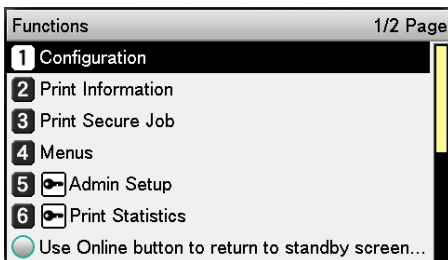 Functions 1/2 Page
1 Configuration
2 Print Information
3 Print Secure Job
4 Menus
5 Admin Setup
6 Print Statistics
Use Online button to return to standby screen...